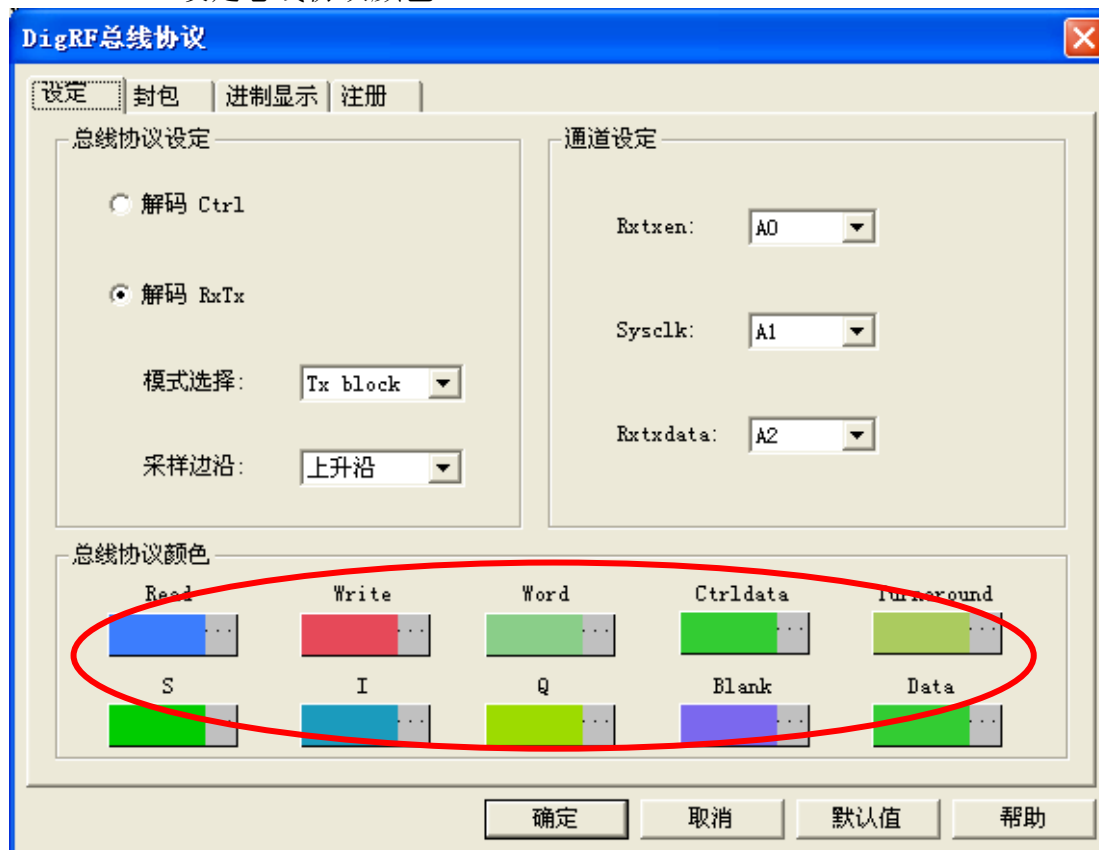 DigRF总线协议
设定 封包 进制显示 注册
总线协议设定
解码 Ctrl
解码 RxTx
模式选择: Tx block
采样边沿: 上升沿
通道设定
Rxtxen: A0
Sysclk: A1
Rxtxdata: A2
总线协议颜色
Read Write Word Ctrldata Turnaround
... ... ... ... ...
S I Q Blank Data
... ... ... ... ...
确定 取消 默认值 帮助